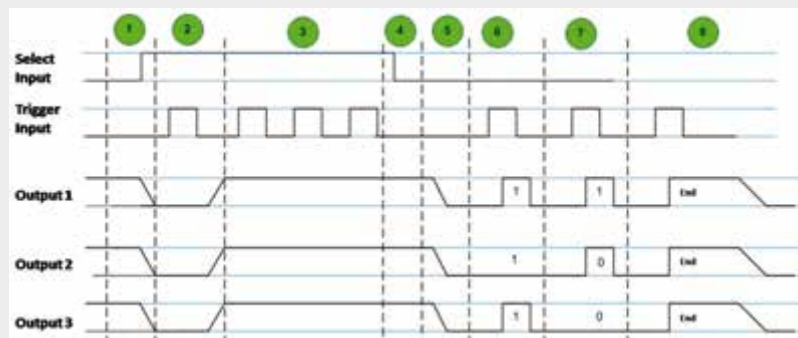 1 2 3 4 5 6 7 8
Select
Input
Trigger
Input
Output 1
1 1 End
Output 2
1 0 End
Output 3
1 0 End